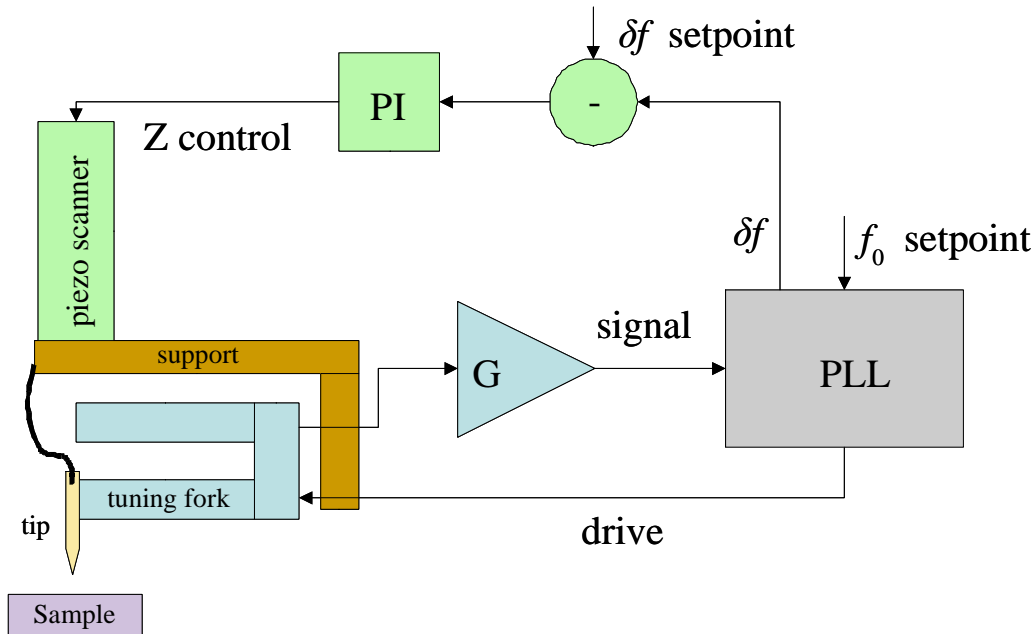 δf setpoint
PI
-
Z control
piezo scanner
δf
f₀ setpoint
signal
support
G
PLL
tuning fork
tip
drive
Sample